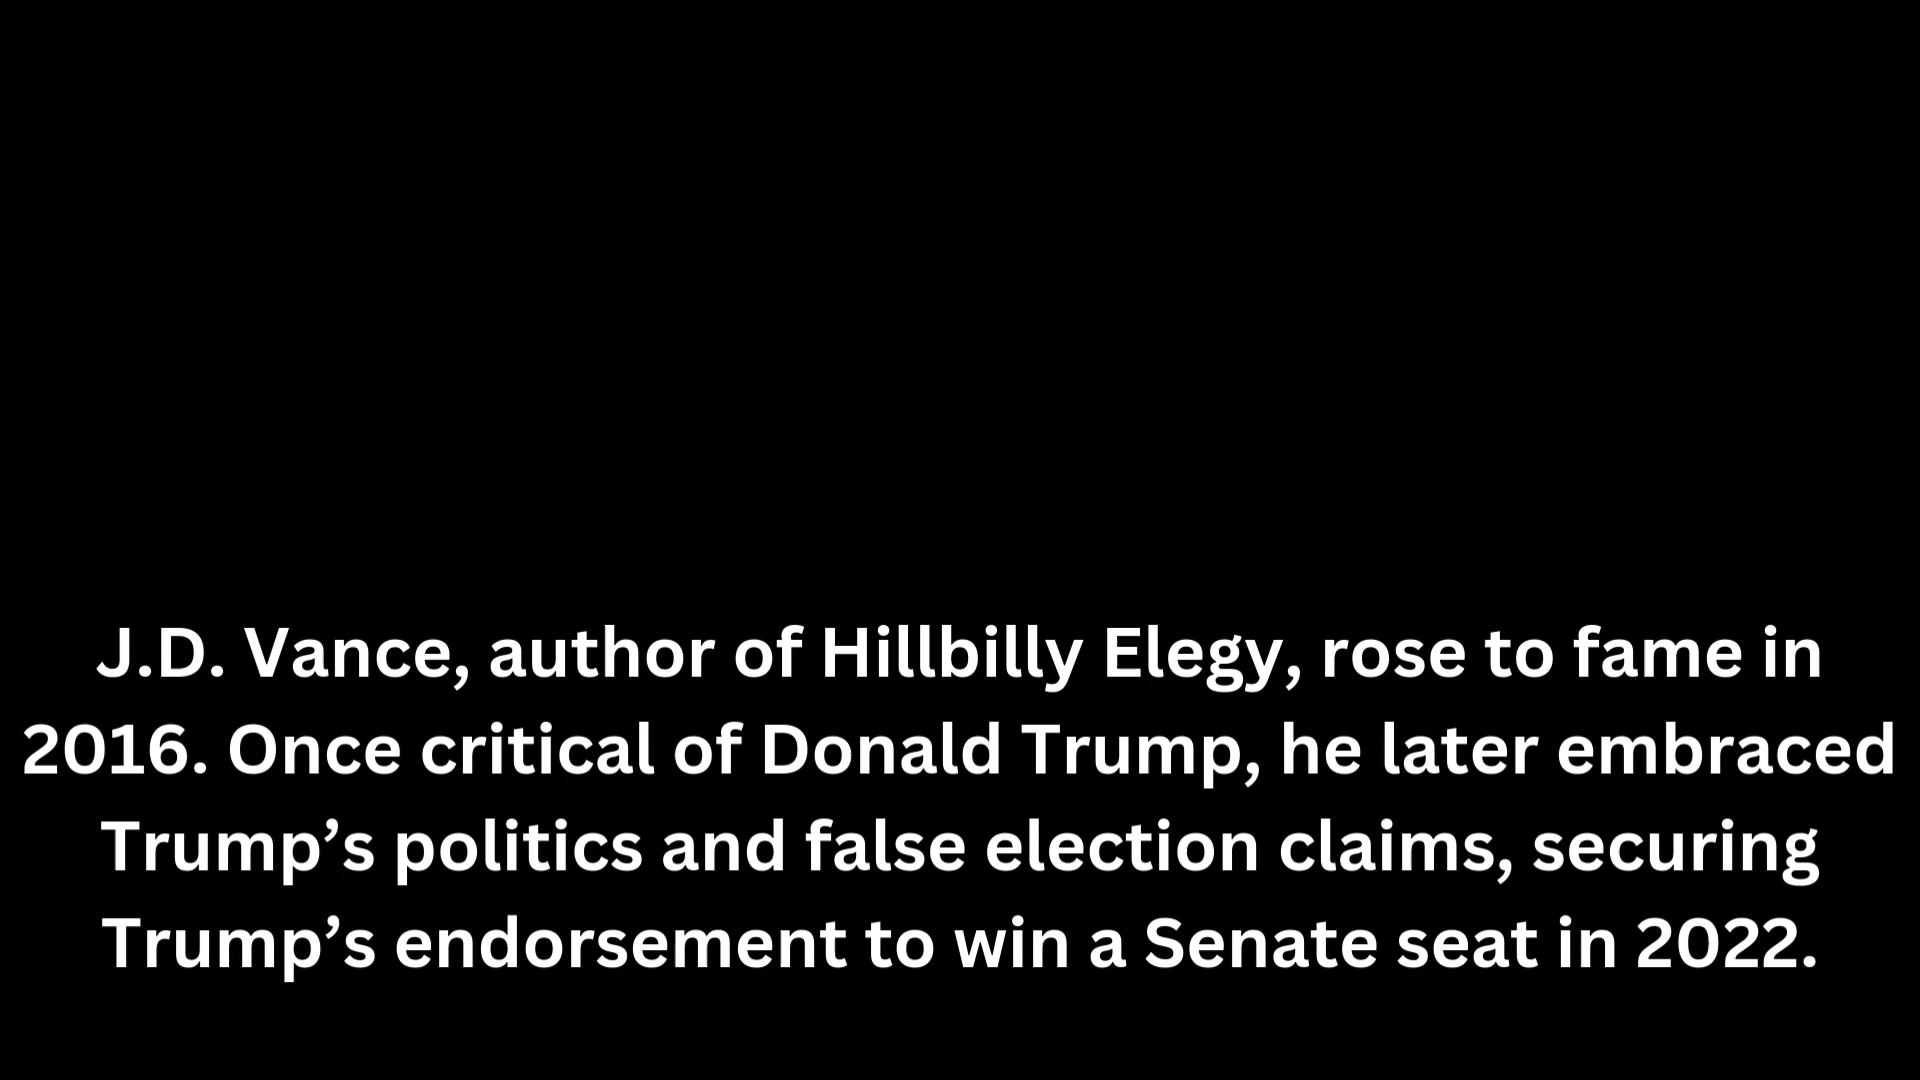 J.D. Vance, author of Hillbilly Elegy, rose to fame in
2016. Once critical of Donald Trump, he later embraced
Trump’s politics and false election claims, securing
Trump’s endorsement to win a Senate seat in 2022.